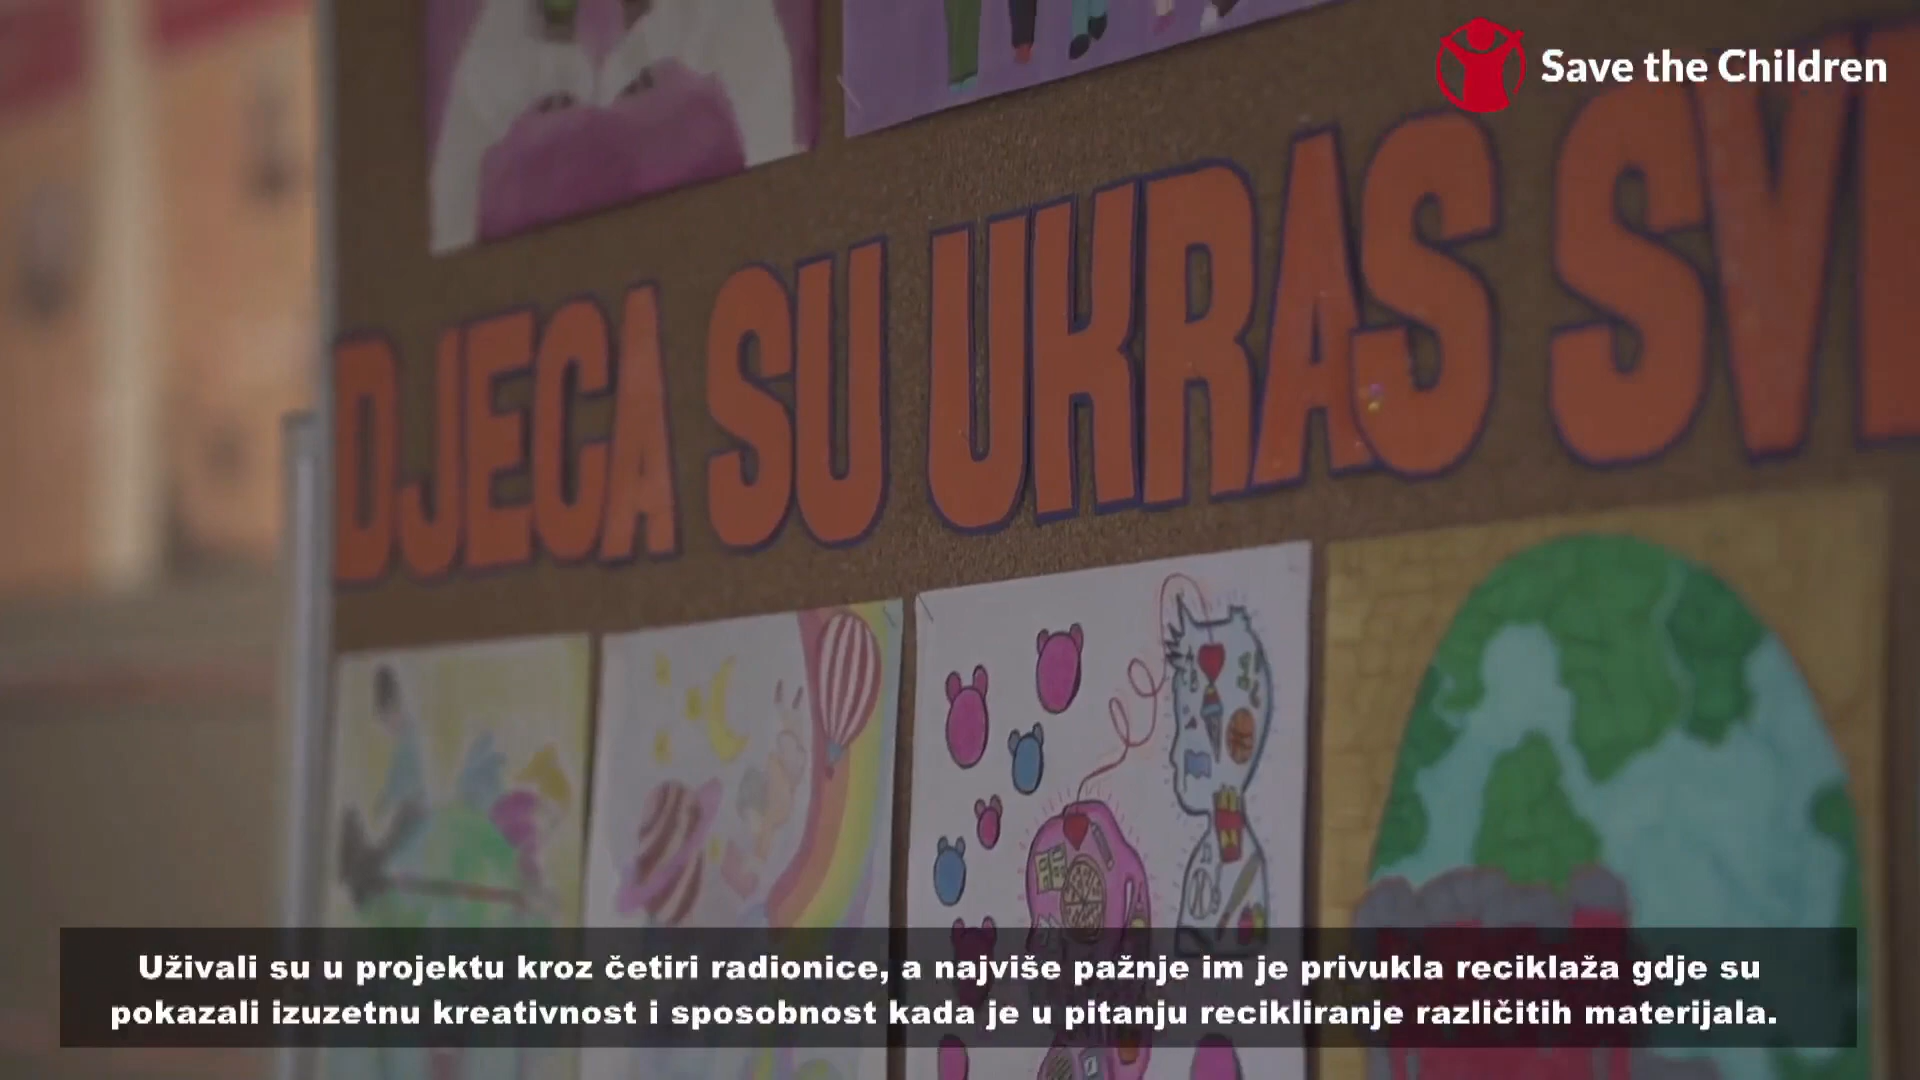 Save the Children
DJECA SU UKRAS
Uživali su u projektu kroz četiri radionice, a najviše pažnje im je privukla reciklaža gdje su
pokazali izuzetnu kreativnost i sposobnost kada je u pitanju recikliranje različitih materijala.